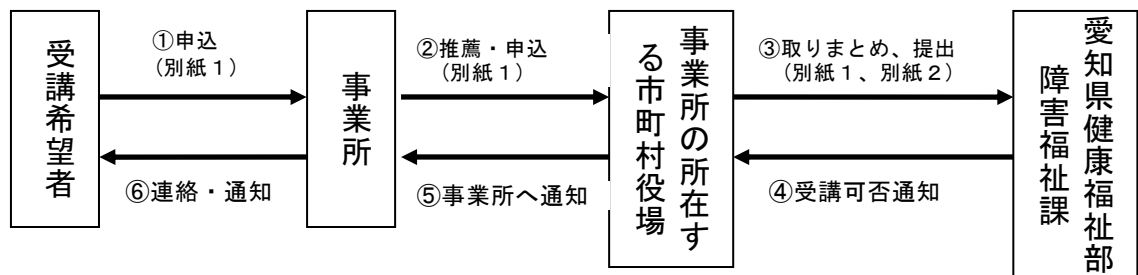 受講希望者
①申込
(別紙1)
⑥連絡・通知
事業所
②推薦・申込
(別紙1)
⑤事業所へ通知
事業所の所在す
る市町村役場
③取りまとめ、提出
(別紙1、別紙2)
④受講可否通知
愛知県健康福祉部
障害福祉課